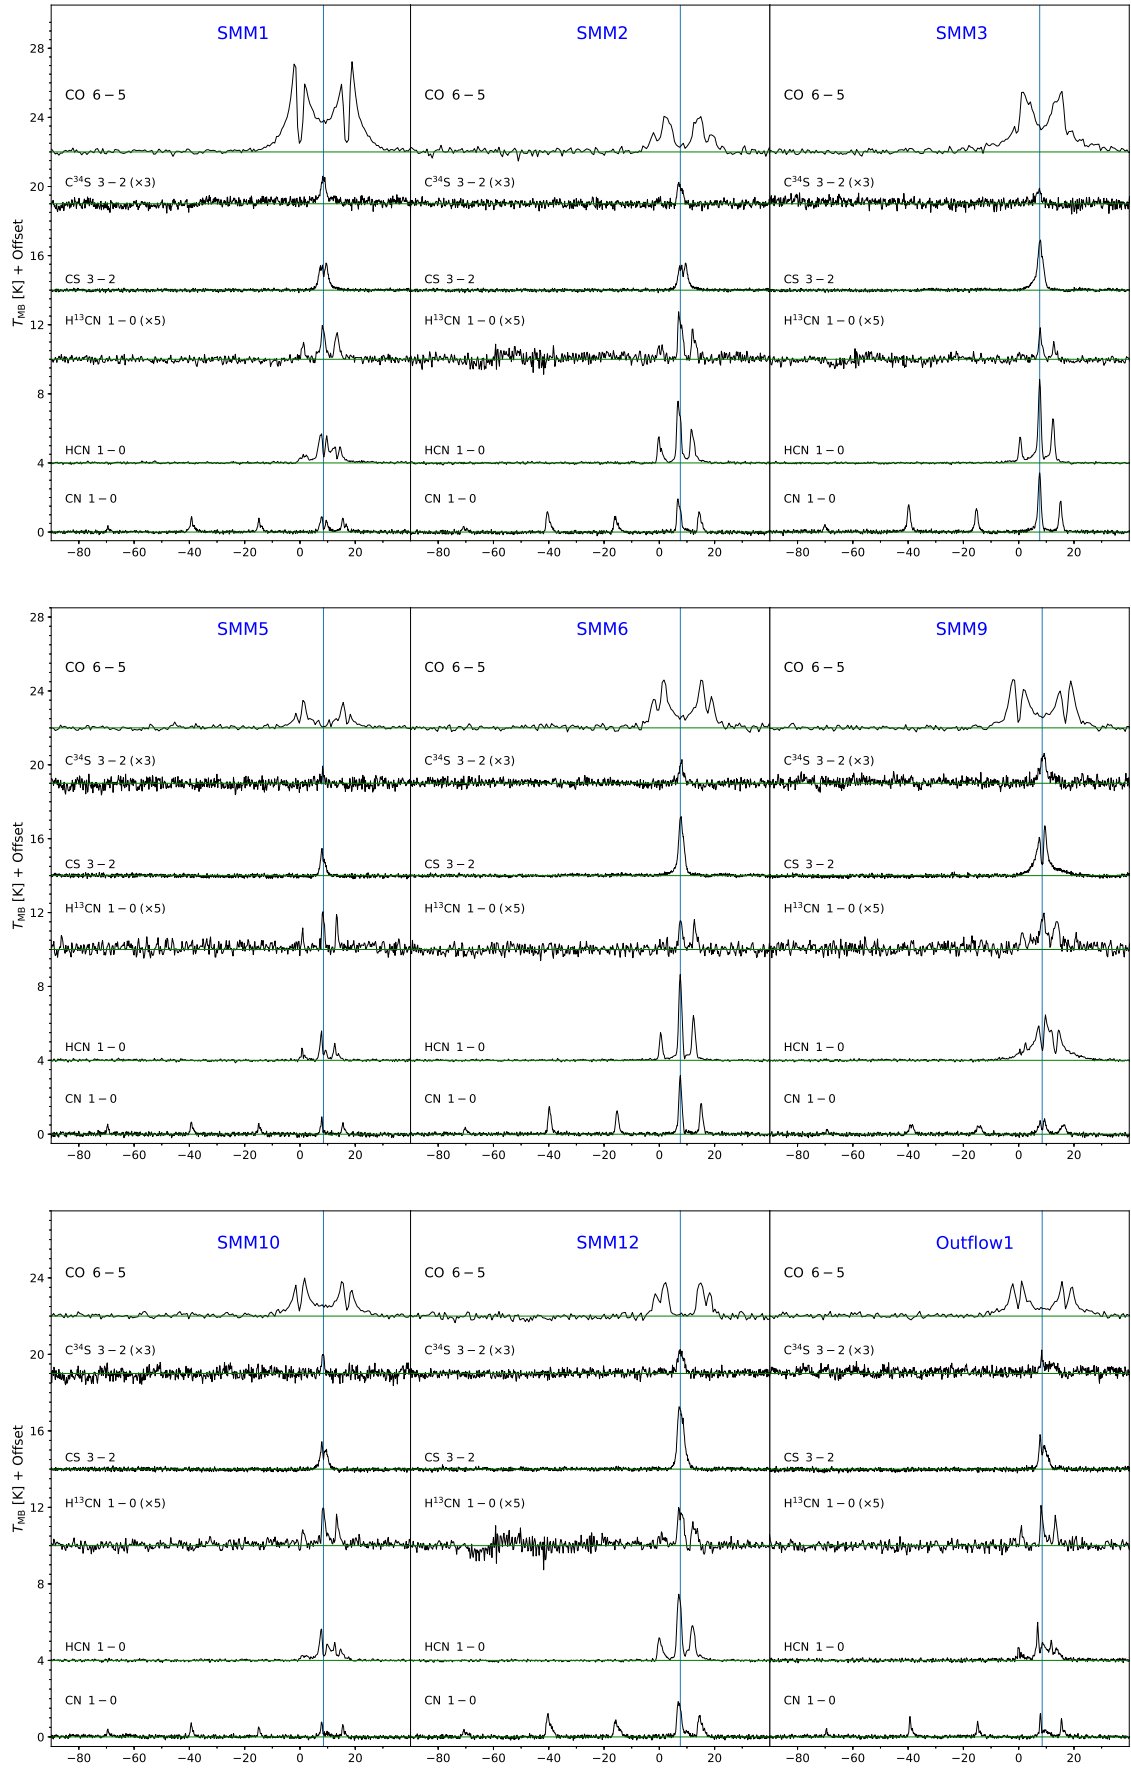 SMM1 SMM2 SMM3
28
CO 6 − 5 CO 6 − 5 CO 6 − 5
24
C³⁴S 3 − 2 (×3) C³⁴S 3 − 2 (×3) C³⁴S 3 − 2 (×3)
20
16
CS 3 − 2 CS 3 − 2 CS 3 − 2
H¹³CN 1 − 0 (×5) H¹³CN 1 − 0 (×5) H¹³CN 1 − 0 (×5)
12
8
HCN 1 − 0 HCN 1 − 0 HCN 1 − 0
4
CN 1 − 0 CN 1 − 0 CN 1 − 0
0
T_MB [K] + Offset
−80 −60 −40 −20 0 20 −80 −60 −40 −20 0 20 −80 −60 −40 −20 0 20
28
SMM5 SMM6 SMM9
CO 6 − 5 CO 6 − 5 CO 6 − 5
24
C³⁴S 3 − 2 (×3) C³⁴S 3 − 2 (×3) C³⁴S 3 − 2 (×3)
20
16
CS 3 − 2 CS 3 − 2 CS 3 − 2
H¹³CN 1 − 0 (×5) H¹³CN 1 − 0 (×5) H¹³CN 1 − 0 (×5)
12
8
HCN 1 − 0 HCN 1 − 0 HCN 1 − 0
4
CN 1 − 0 CN 1 − 0 CN 1 − 0
0
T_MB [K] + Offset
−80 −60 −40 −20 0 20 −80 −60 −40 −20 0 20 −80 −60 −40 −20 0 20
SMM10 SMM12 Outflow1
CO 6 − 5 CO 6 − 5 CO 6 − 5
24
C³⁴S 3 − 2 (×3) C³⁴S 3 − 2 (×3) C³⁴S 3 − 2 (×3)
20
16
CS 3 − 2 CS 3 − 2 CS 3 − 2
H¹³CN 1 − 0 (×5) H¹³CN 1 − 0 (×5) H¹³CN 1 − 0 (×5)
12
8
HCN 1 − 0 HCN 1 − 0 HCN 1 − 0
4
CN 1 − 0 CN 1 − 0 CN 1 − 0
0
T_MB [K] + Offset
−80 −60 −40 −20 0 20 −80 −60 −40 −20 0 20 −80 −60 −40 −20 0 20